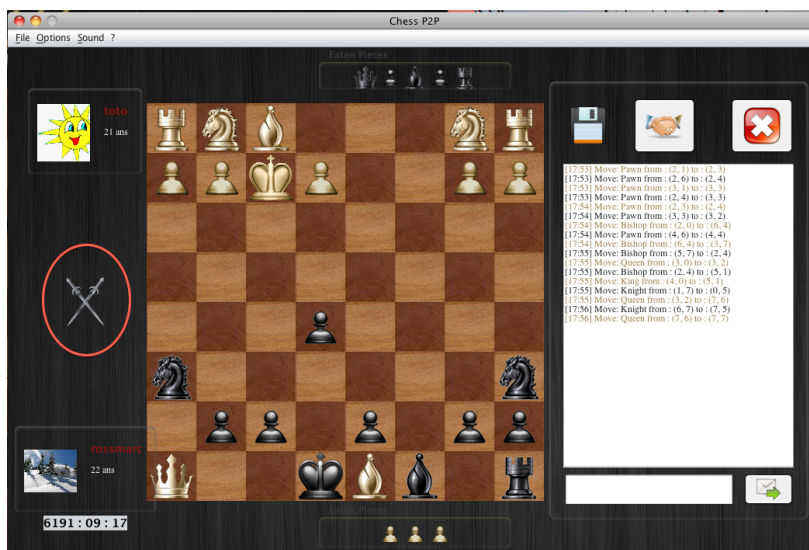 Chess P2P
File Options Sound ?
Eaten Pieces
toto
21 ans
[17:53] Move: Pawn from : (2, 1) to : (2, 3)
[17:53] Move: Pawn from : (2, 6) to : (2, 4)
[17:53] Move: Pawn from : (3, 1) to : (3, 3)
[17:53] Move: Pawn from : (2, 4) to : (3, 3)
[17:54] Move: Pawn from : (2, 3) to : (2, 4)
[17:54] Move: Pawn from : (3, 3) to : (3, 2)
[17:54] Move: Bishop from : (2, 0) to : (6, 4)
[17:54] Move: Pawn from : (4, 6) to : (4, 4)
[17:54] Move: Bishop from : (6, 4) to : (3, 7)
[17:55] Move: Bishop from : (5, 7) to : (2, 4)
[17:55] Move: Queen from : (3, 0) to : (3, 2)
[17:55] Move: Bishop from : (2, 4) to : (5, 1)
[17:55] Move: King from : (4, 0) to : (5, 1)
[17:55] Move: Knight from : (1, 7) to : (0, 5)
[17:55] Move: Queen from : (3, 2) to : (7, 6)
[17:56] Move: Knight from : (6, 7) to : (7, 5)
[17:56] Move: Queen from : (7, 6) to : (7, 7)
rossmarc
22 ans
6191 : 09 : 17
Eaten Pieces